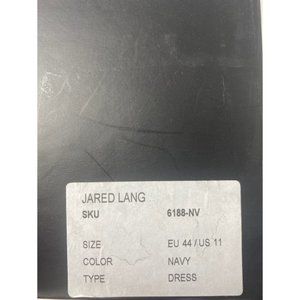 JARED LANG
SKU 6188-NV
SIZE EU 44 / US 11
COLOR NAVY
TYPE DRESS